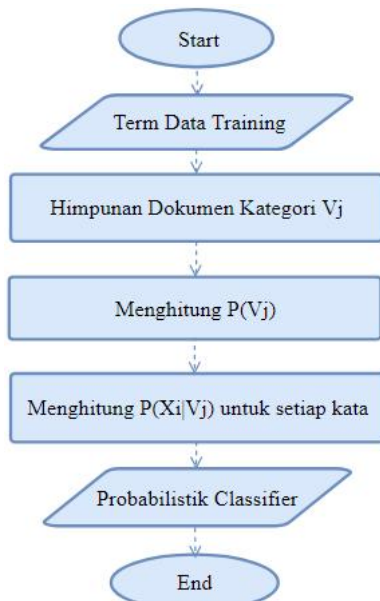 Start
Term Data Training
Himpunan Dokumen Kategori Vj
Menghitung P(Vj)
Menghitung P(Xi|Vj) untuk setiap kata
Probabilistik Classifier
End